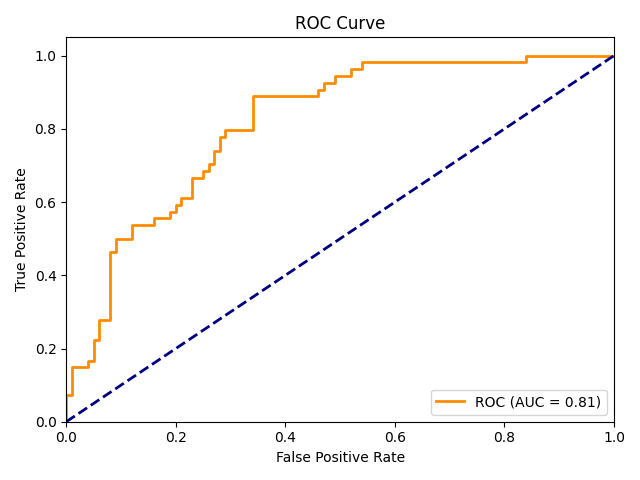 ROC Curve
True Positive Rate
1.0
0.8
0.6
0.4
0.2
0.0
0.0 0.2 0.4 0.6 0.8 1.0
False Positive Rate
ROC (AUC = 0.81)